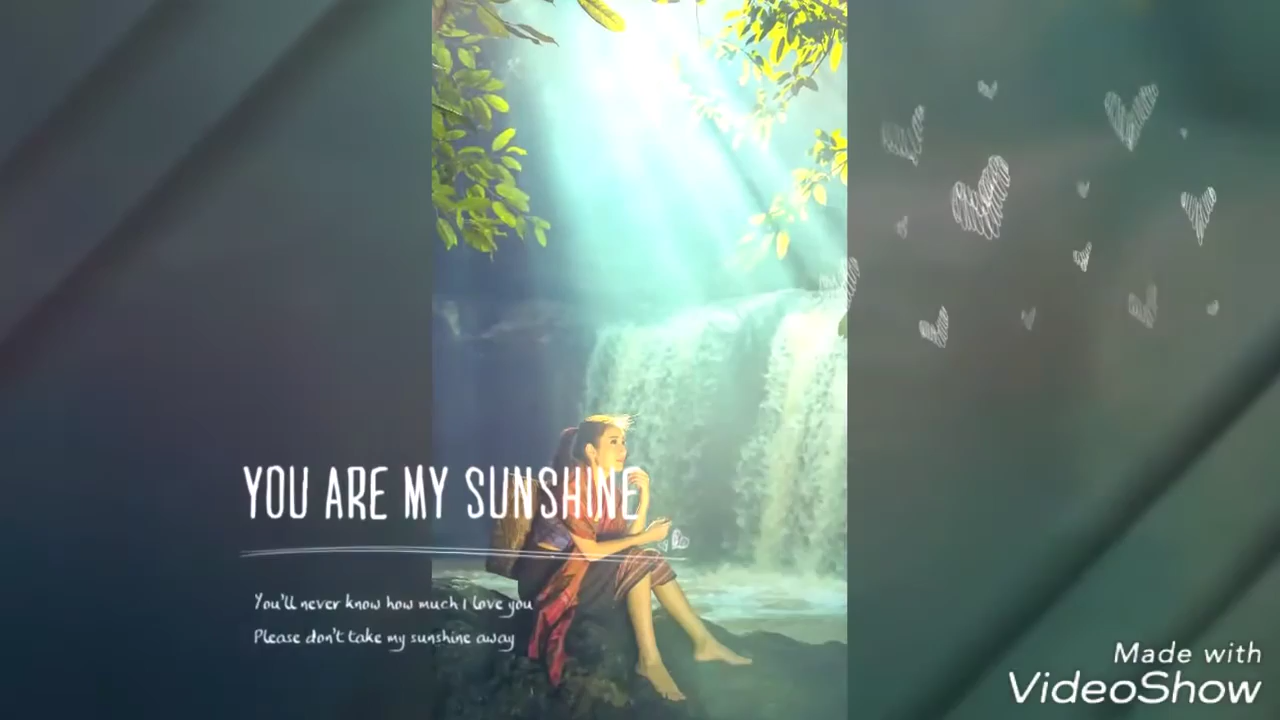 YOU ARE MY SUNSHINE
You'll never know how much I love you
Please don't take my sunshine away
Made with
VideoShow